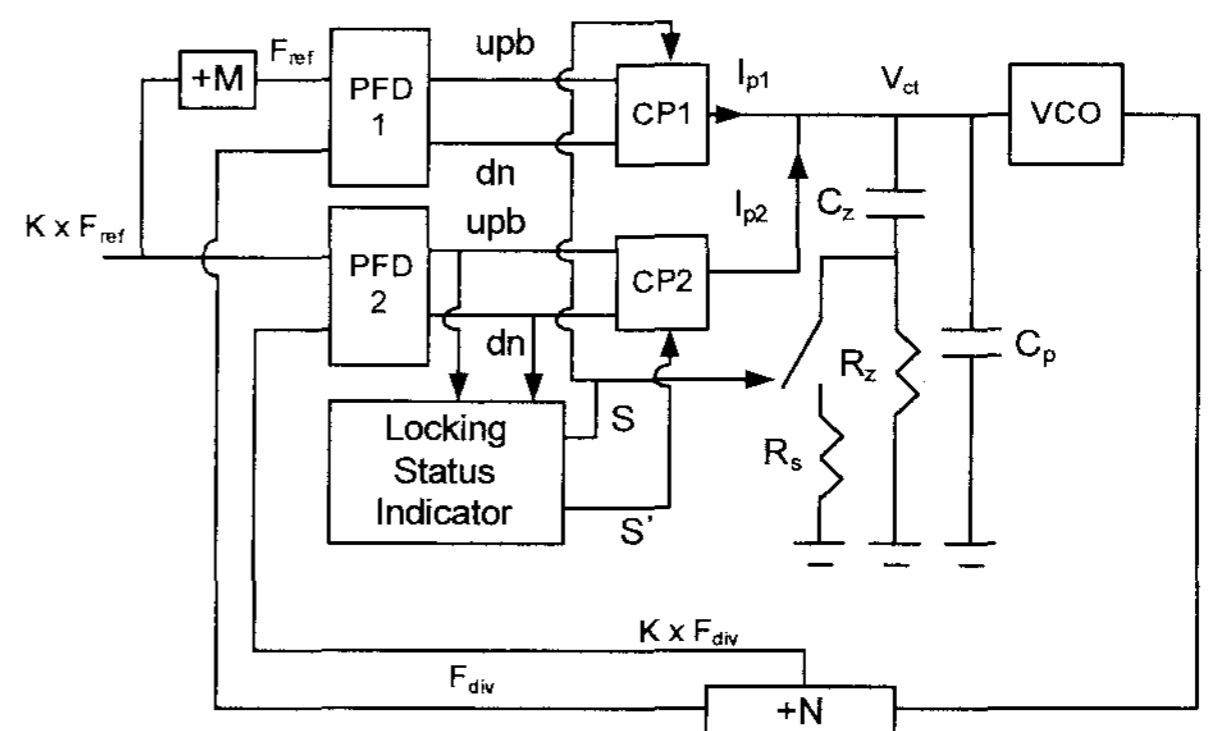 +M
F_ref
upb
PFD
1
CP1
I_p1
V_ct
VCO
dn
K x F_ref
upb
PFD
2
CP2
I_p2
C_z
dn
R_z
C_p
Locking
Status
Indicator
S
R_s
S'
K x F_div
F_div
+N